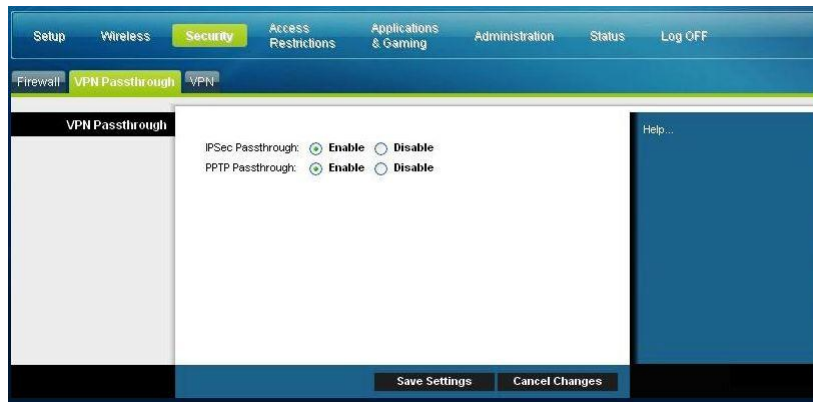 Setup Wireless Security Access Restrictions Applications & Gaming Administration Status Log OFF
Firewall VPN Passthrough VPN
VPN Passthrough
IPSec Passthrough: Enable Disable
PPTP Passthrough: Enable Disable
Help...
Save Settings Cancel Changes